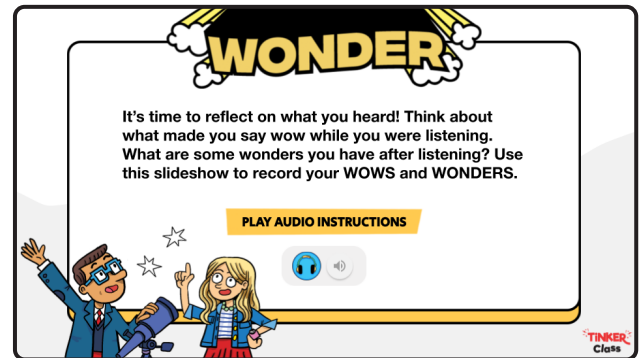 WONDER
It’s time to reflect on what you heard! Think about
what made you say wow while you were listening.
What are some wonders you have after listening? Use
this slideshow to record your WOWS and WONDERS.
PLAY AUDIO INSTRUCTIONS
TINKER
Class